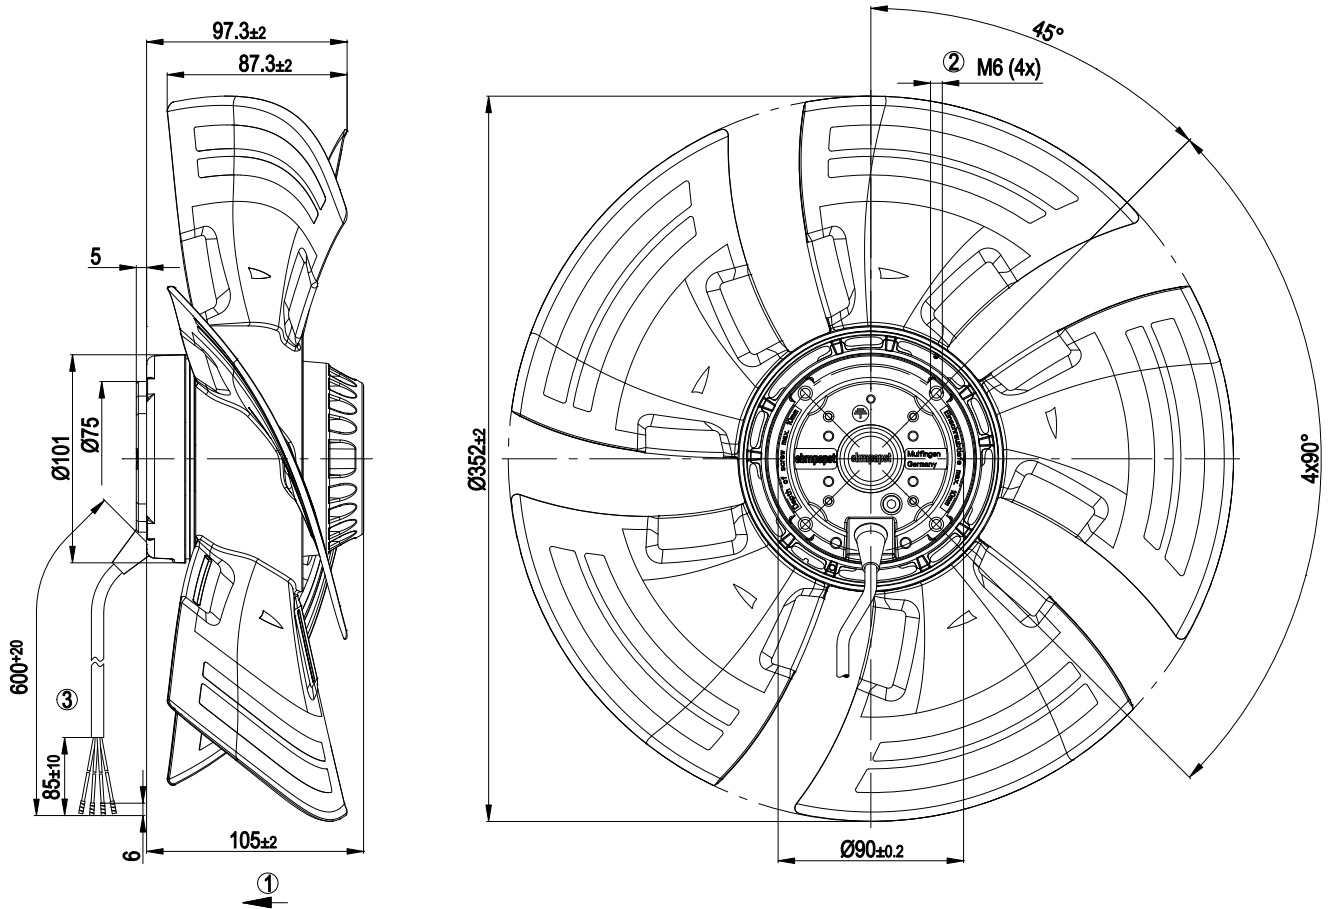 97.3±2
87.3±2
5
Ø101
Ø75
600+20
③
85±10
6
105±2
①
45°
② M6 (4x)
Ø352±2
4x90°
ebmpapst
ebmpapst
Mulfingen
Germany
Ø90±0.2